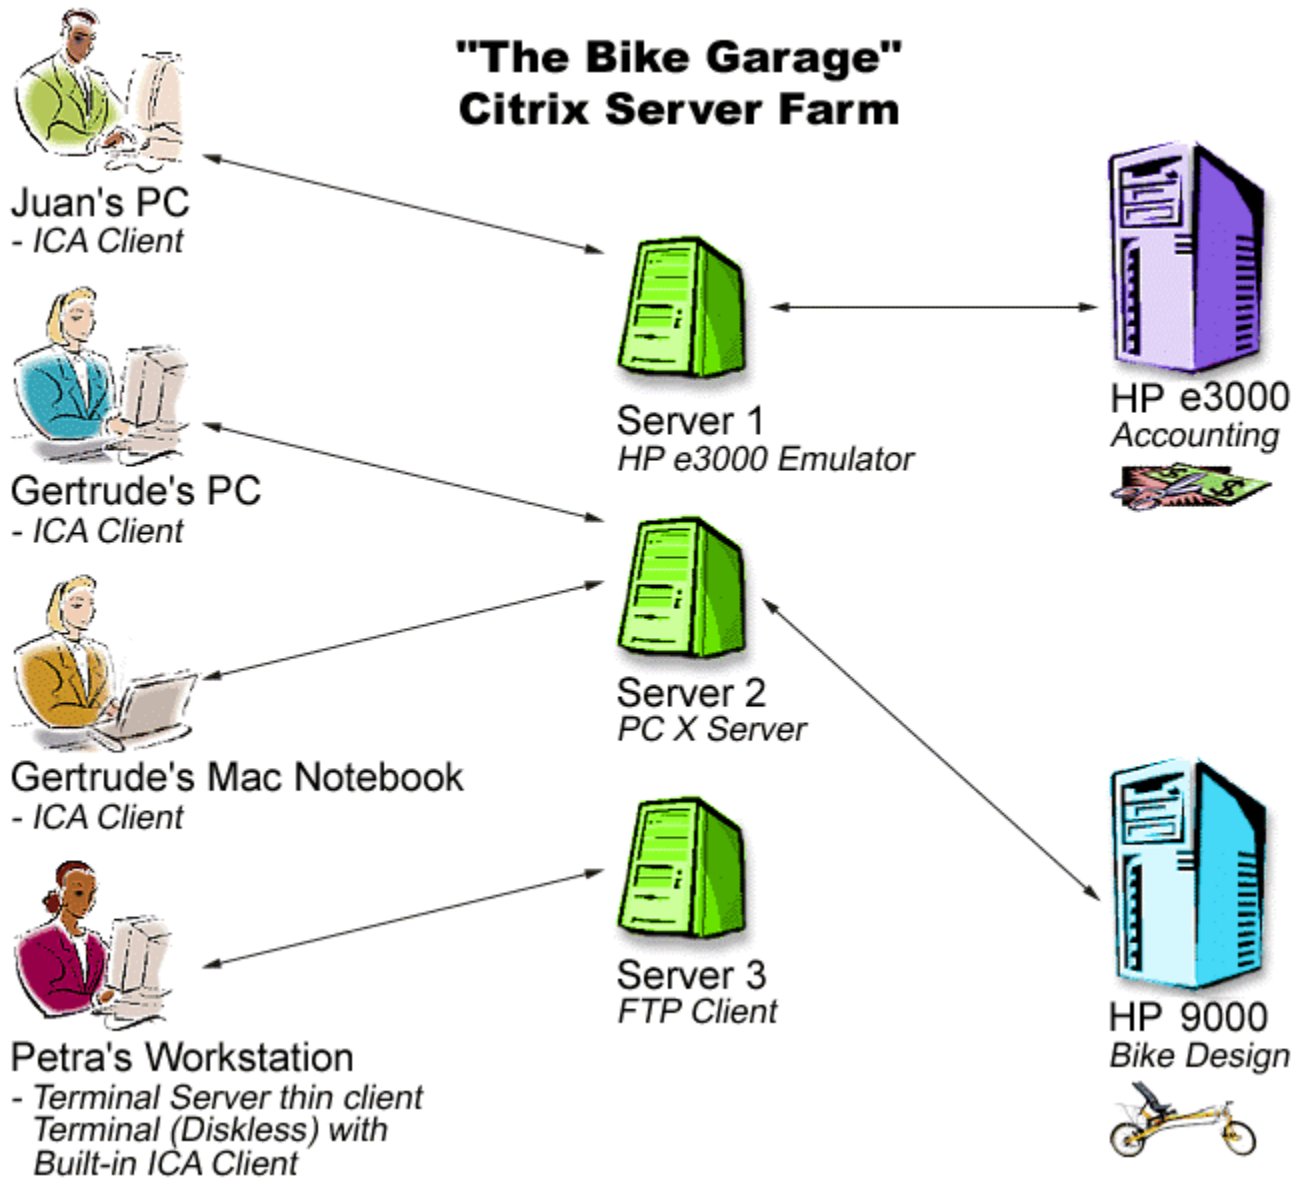 "The Bike Garage"
Citrix Server Farm
Juan's PC
- ICA Client
Gertrude's PC
- ICA Client
Gertrude's Mac Notebook
- ICA Client
Petra's Workstation
- Terminal Server thin client
Terminal (Diskless) with
Built-in ICA Client
Server 1
HP e3000 Emulator
Server 2
PC X Server
Server 3
FTP Client
HP e3000
Accounting
$
$
HP 9000
Bike Design